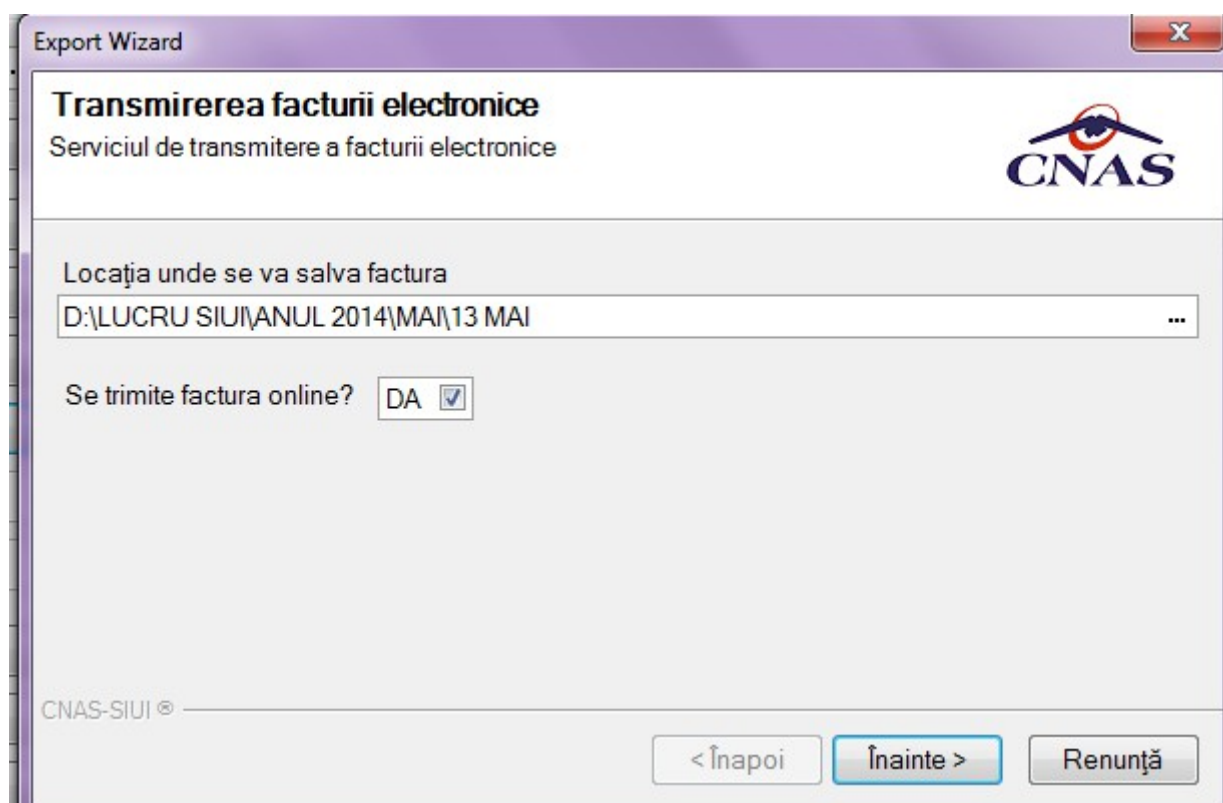 Export Wizard
Transmirerea facturii electronice
Serviciul de transmitere a facturii electronice
CNAS
Locaţia unde se va salva factura
D:\LUCRU SIUI\ANUL 2014\MAI\13 MAI
...
Se trimite factura online? DA
CNAS-SIUI ®
< Înapoi Înainte > Renunţă